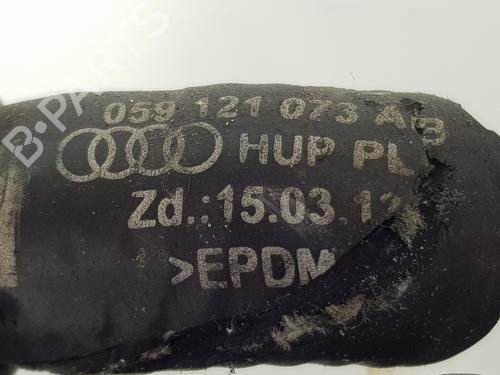 B-PARTS
059 121 073 AB
HUP PL
Zd.:15.03.12
>EPDM